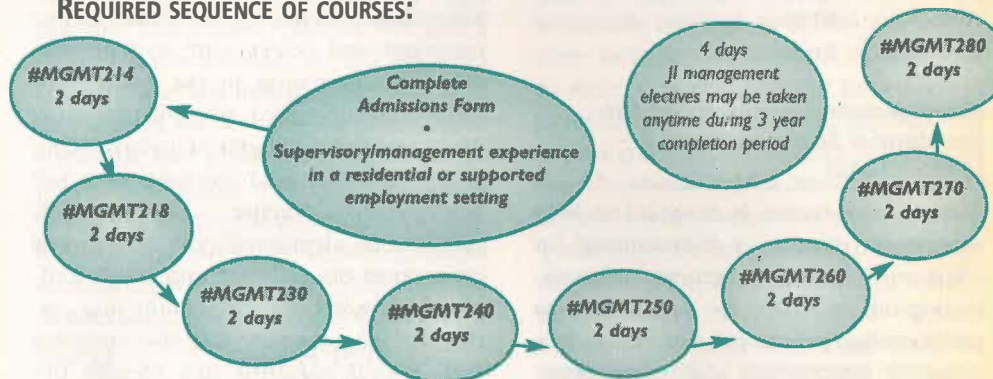 REQUIRED SEQUENCE OF COURSES:
Complete
Admissions Form
•
Supervisory/management experience
in a residential or supported
employment setting
#MGMT214
2 days
#MGMT218
2 days
#MGMT230
2 days
#MGMT240
2 days
#MGMT250
2 days
#MGMT260
2 days
#MGMT270
2 days
#MGMT280
2 days
4 days
JI management
electives may be taken
anytime during 3 year
completion period